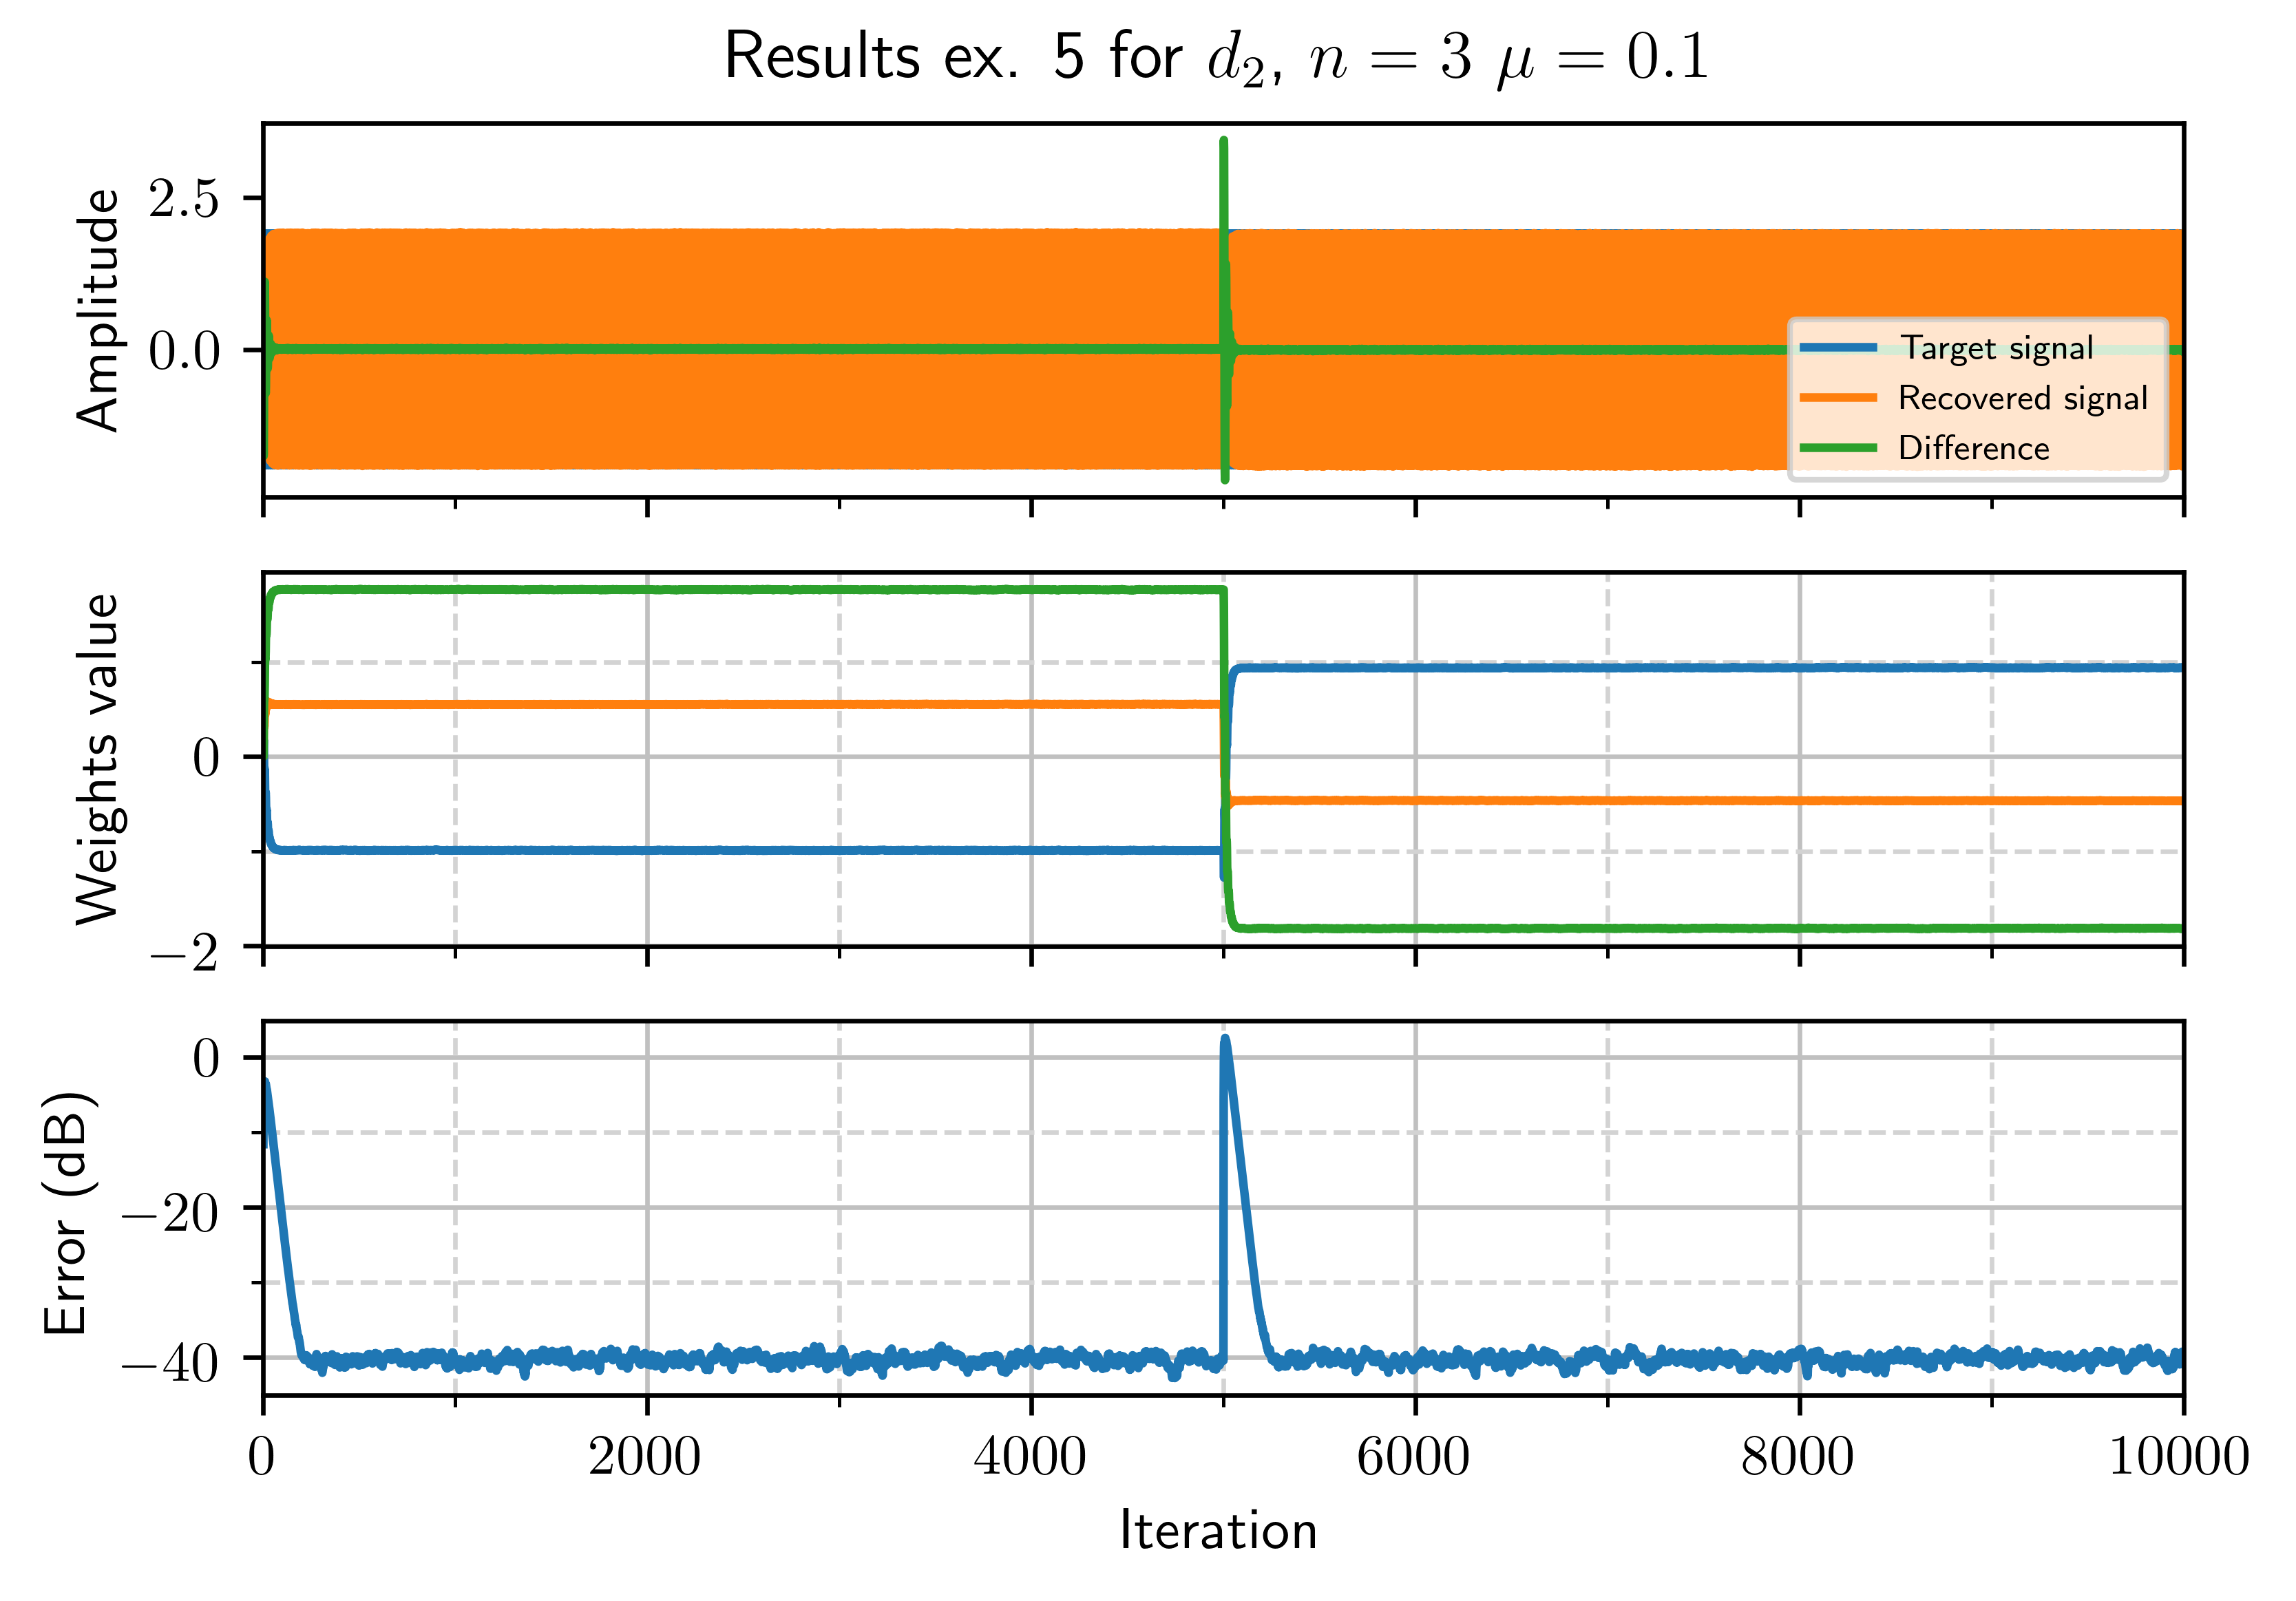 Results ex. 5 for d₂, n = 3 μ = 0.1
Amplitude
2.5
0.0
Target signal
Recovered signal
Difference
Weights value
0
−2
Error (dB)
0
−20
−40
0 2000 4000 6000 8000 10000
Iteration